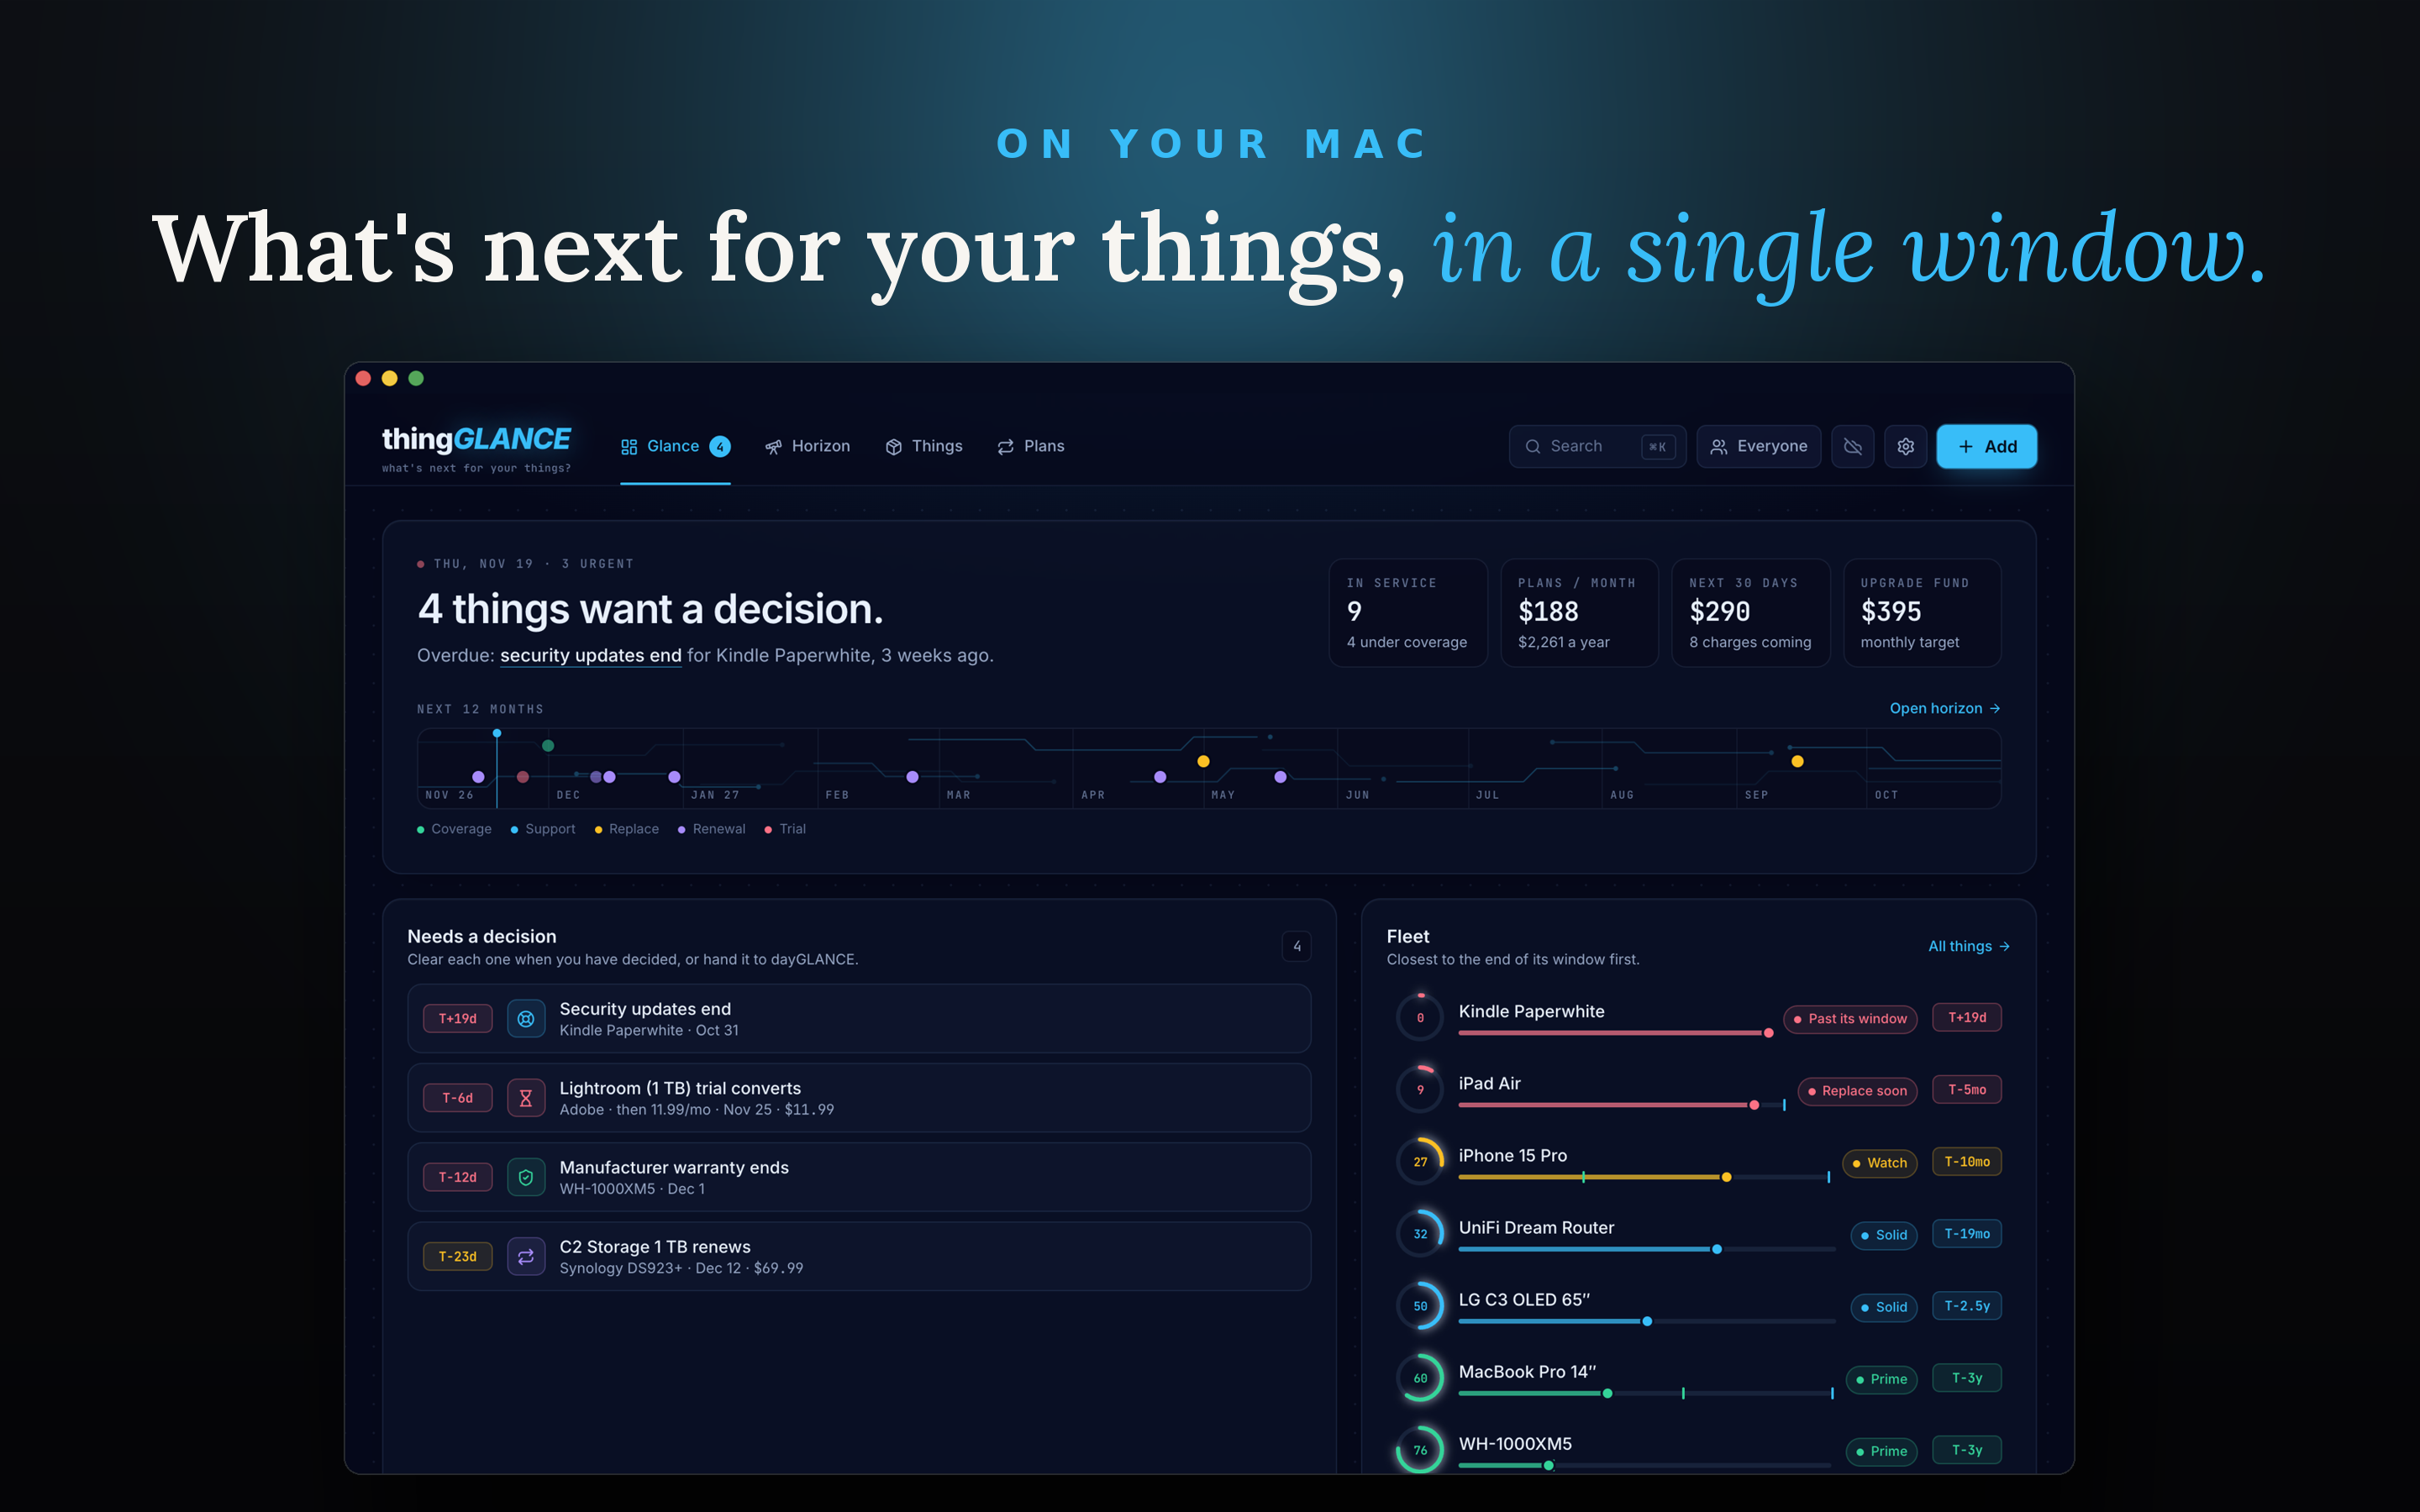 ON YOUR MAC
What's next for your things, in a single window.
thingGLANCE
what's next for your things?
Glance 4
Horizon
Things
Plans
Search ⌘K
Everyone
+ Add
THU, NOV 19 · 3 URGENT
4 things want a decision.
Overdue: security updates end for Kindle Paperwhite, 3 weeks ago.
IN SERVICE
9
4 under coverage
PLANS / MONTH
$188
$2,261 a year
NEXT 30 DAYS
$290
8 charges coming
UPGRADE FUND
$395
monthly target
NEXT 12 MONTHS
Open horizon →
NOV 26 DEC JAN 27 FEB MAR APR MAY JUN JUL AUG SEP OCT
Coverage Support Replace Renewal Trial
Needs a decision
Clear each one when you have decided, or hand it to dayGLANCE.
4
T+19d
Security updates end
Kindle Paperwhite · Oct 31
T-6d
Lightroom (1 TB) trial converts
Adobe · then 11.99/mo · Nov 25 · $11.99
T-12d
Manufacturer warranty ends
WH-1000XM5 · Dec 1
T-23d
C2 Storage 1 TB renews
Synology DS923+ · Dec 12 · $69.99
Fleet
Closest to the end of its window first.
All things →
0 Kindle Paperwhite Past its window T+19d
9 iPad Air Replace soon T-5mo
27 iPhone 15 Pro Watch T-10mo
32 UniFi Dream Router Solid T-19mo
50 LG C3 OLED 65″ Solid T-2.5y
60 MacBook Pro 14″ Prime T-3y
76 WH-1000XM5 Prime T-3y